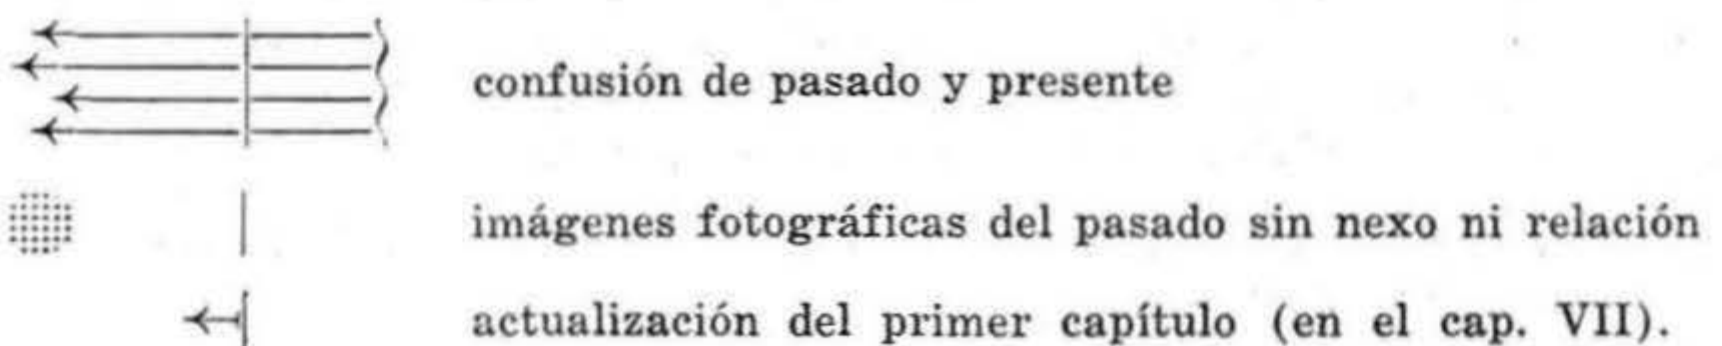 confusión de pasado y presente
imágenes fotográficas del pasado sin nexo ni relación
actualización del primer capítulo (en el cap. VII).